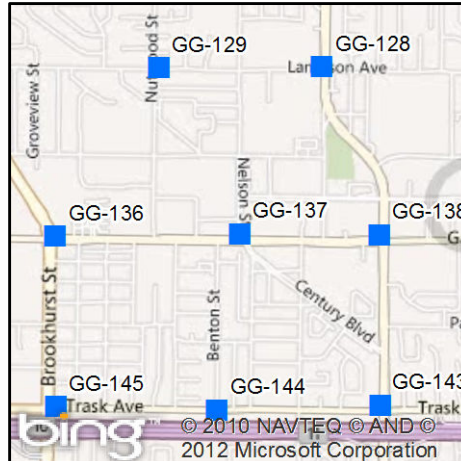 GG-129
GG-128
Groveview St
Nutwood St
Lampson Ave
Nelson St
GG-136
GG-137
GG-138
Brookhurst St
Benton St
Century Blvd
GG-145
GG-144
GG-143
Trask Ave
Trask
bing
© 2010 NAVTEQ © AND ©
2012 Microsoft Corporation